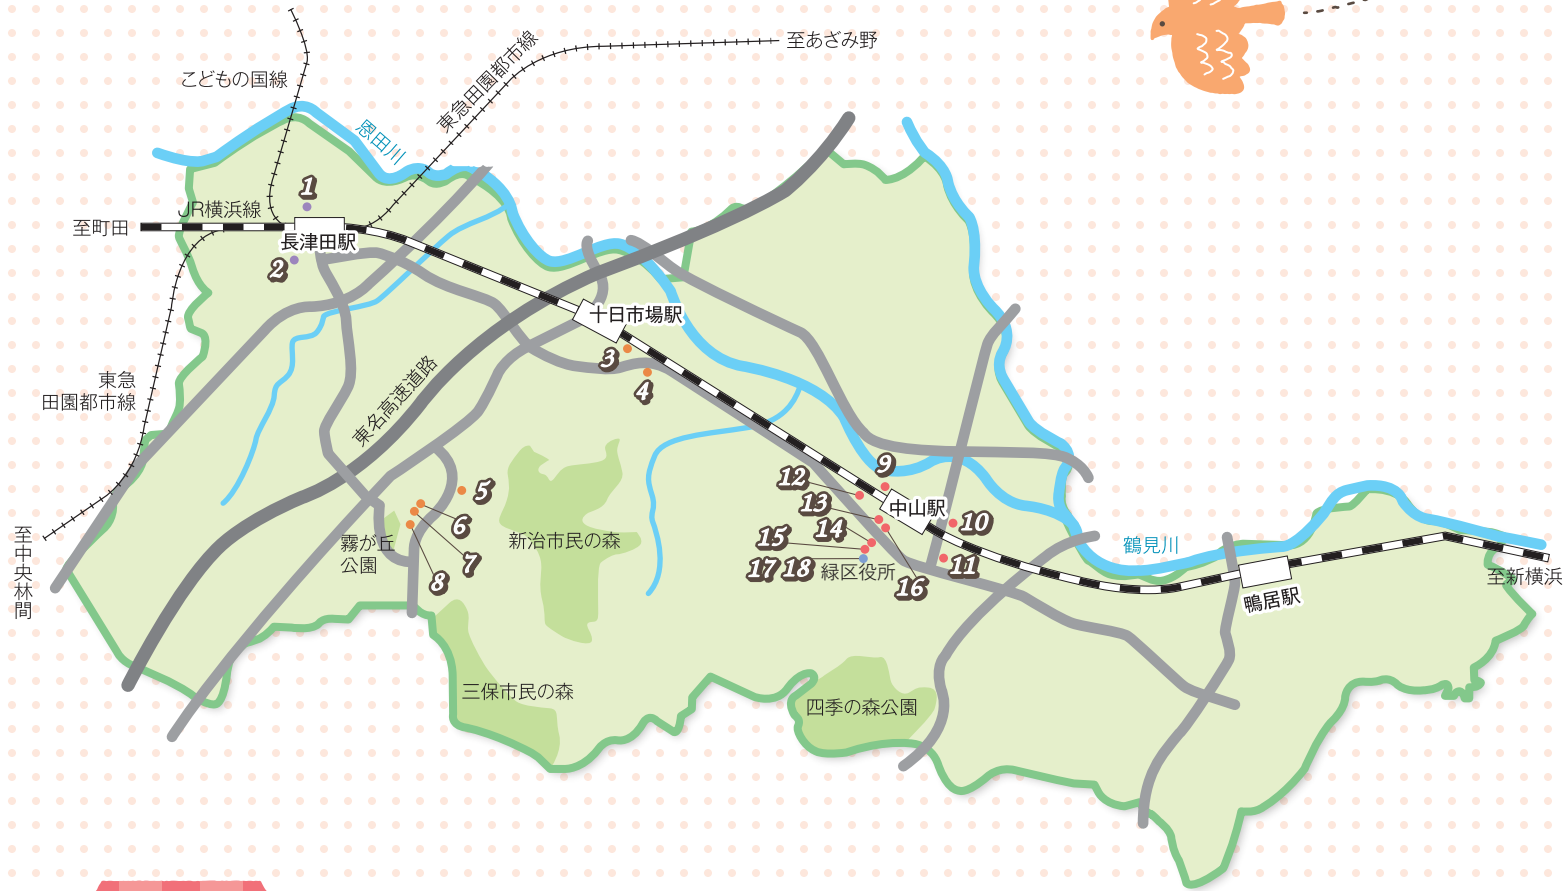 こどもの国線
東急田園都市線
至あざみ野
恩田川
1
JR横浜線
至町田
長津田駅
2
十日市場駅
3
4
東急
田園都市線
東名高速道路
至中央林間
5
6
7
8
霧が丘
公園
新治市民の森
9
12
13
中山駅
14
10
15
17 18
緑区役所
11
16
鶴見川
至新横浜
鴨居駅
三保市民の森
四季の森公園